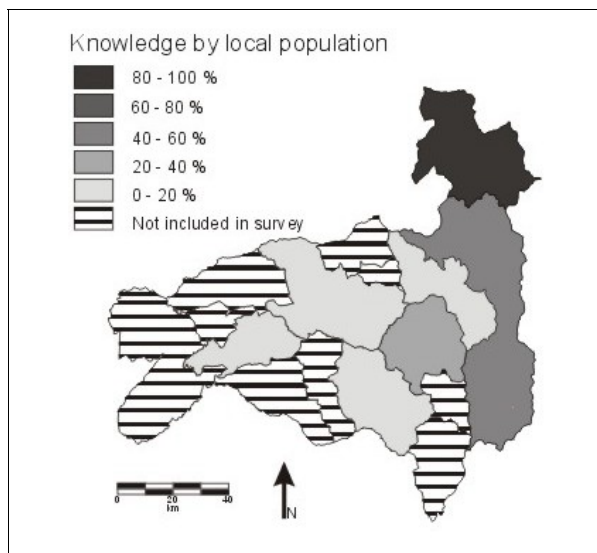 Knowledge by local population
80 - 100 %
60 - 80 %
40 - 60 %
20 - 40 %
0 - 20 %
Not included in survey
0 20 40
km
N